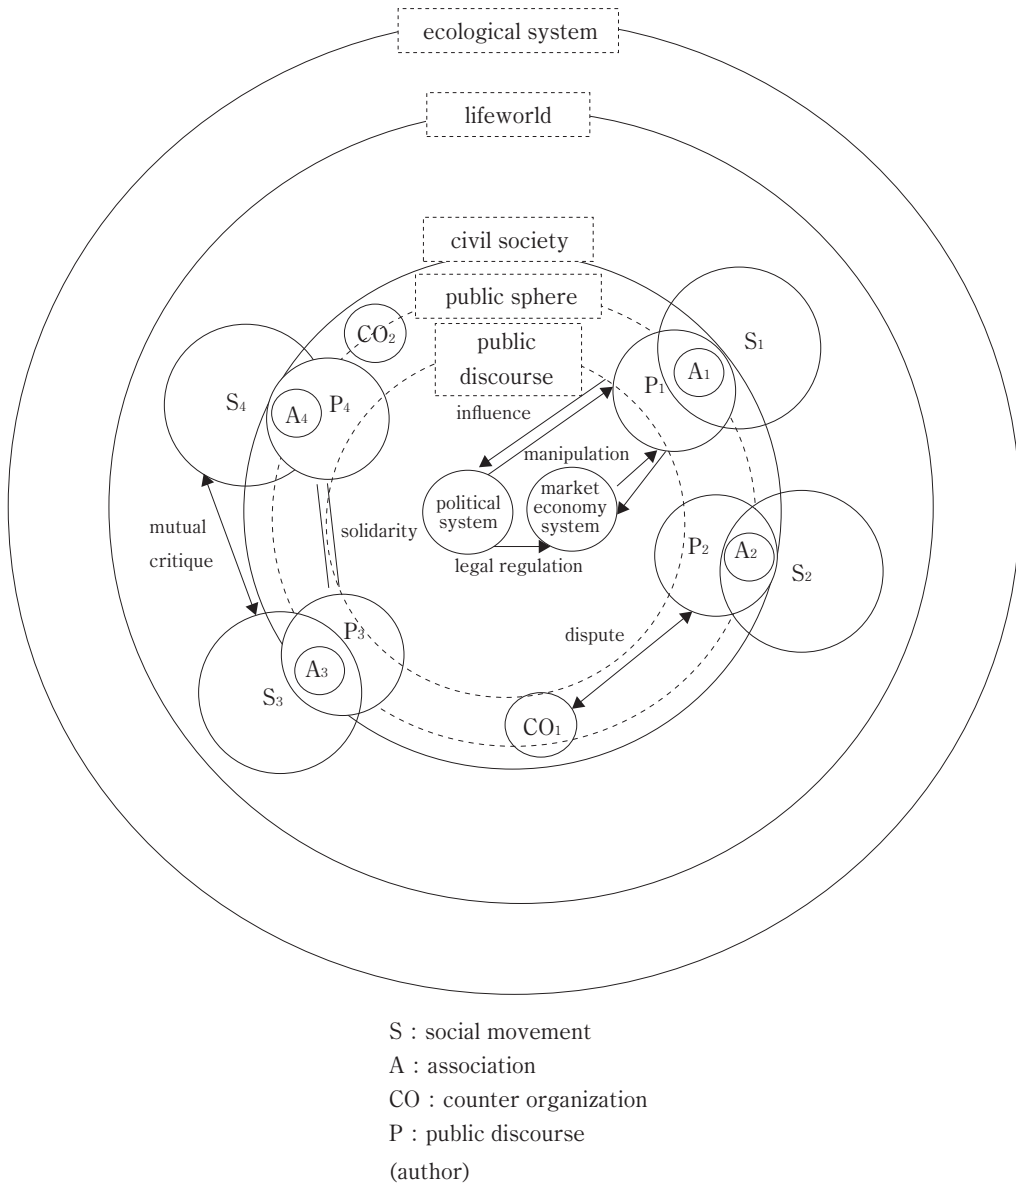 ecological system
lifeworld
civil society
public sphere
public
discourse
CO₂
S₁
A₁
P₁
S₄
A₄
P₄
influence
manipulation
political
system
market
economy
system
mutual
critique
solidarity
legal regulation
P₂
A₂
S₂
dispute
P₃
A₃
S₃
CO₁
S : social movement
A : association
CO : counter organization
P : public discourse
(author)